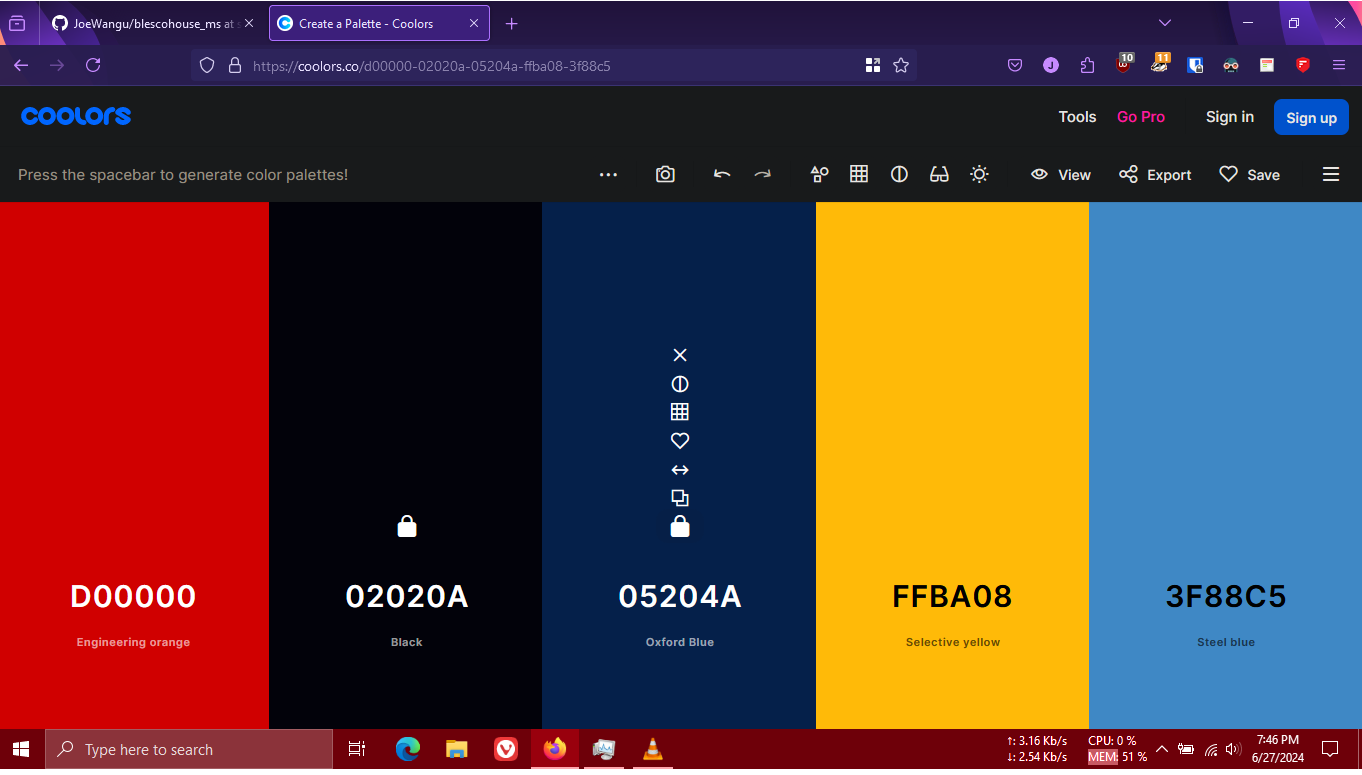 JoeWangu/blescohouse_ms at s
Create a Palette - Coolors
https://coolors.co/d00000-02020a-05204a-ffba08-3f88c5
J
10
11
coolors
Tools
Go Pro
Sign in
Sign up
Press the spacebar to generate color palettes!
View
Export
Save
D00000
02020A
05204A
FFBA08
3F88C5
Engineering orange
Black
Oxford Blue
Selective yellow
Steel blue
Type here to search
↑: 3.16 Kb/s
↓: 2.54 Kb/s
CPU: 0 %
MEM: 51 %
7:46 PM
6/27/2024